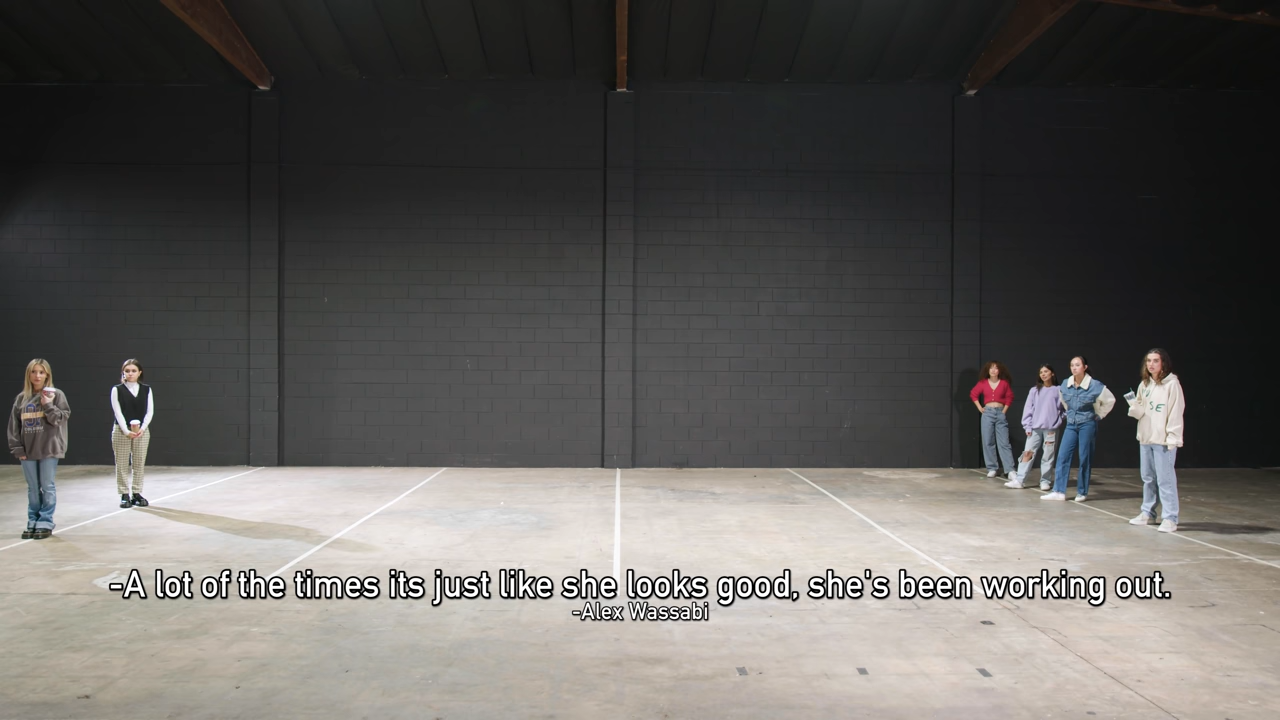 -A lot of the times its just like she looks good, she's been working out.
-Alex Wassabi